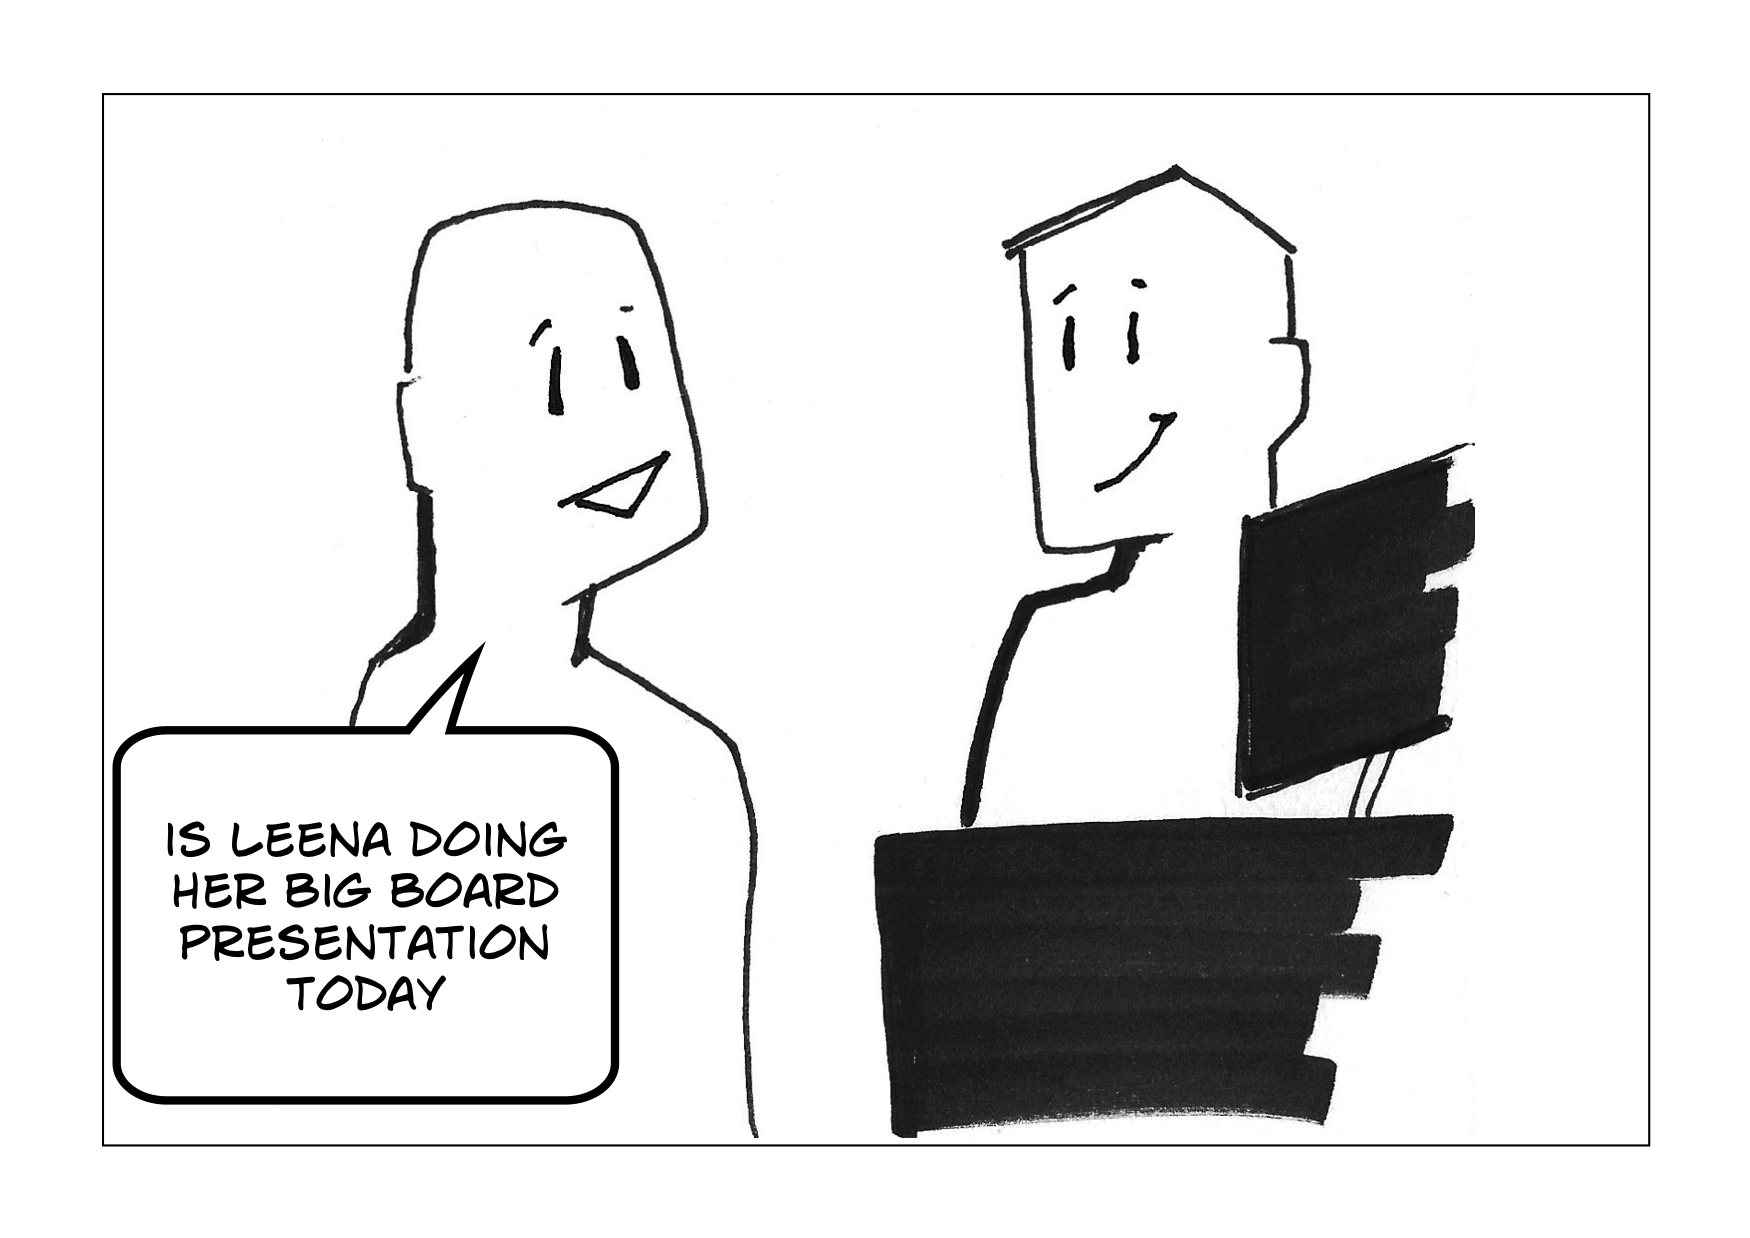 IS LEENA DOING
HER BIG BOARD
PRESENTATION
TODAY